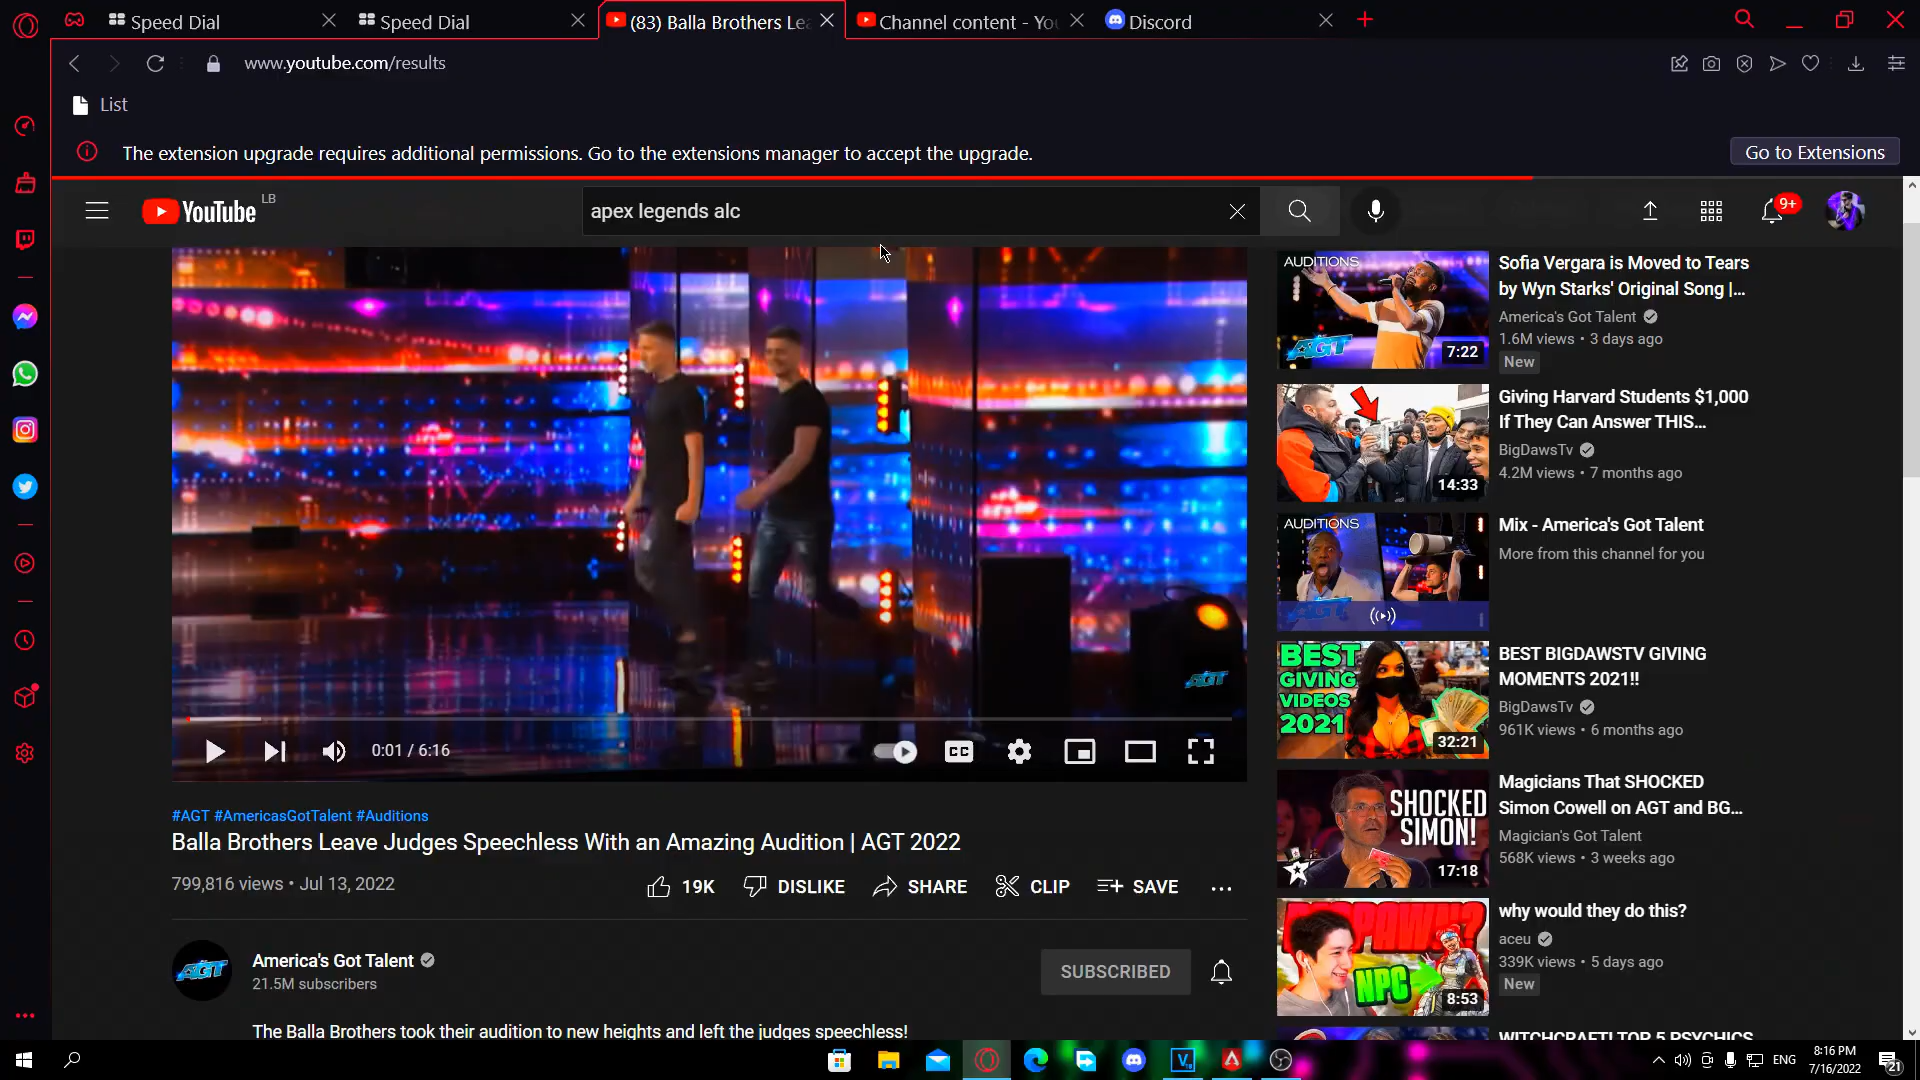 Speed Dial
Speed Dial
(83) Balla Brothers Lea
Channel content - You
Discord
www.youtube.com/results
List
The extension upgrade requires additional permissions. Go to the extensions manager to accept the upgrade.
Go to Extensions
YouTube LB
apex legends alc
9+
AGT
0:01 / 6:16
CC
#AGT #AmericasGotTalent #Auditions
Balla Brothers Leave Judges Speechless With an Amazing Audition | AGT 2022
799,816 views • Jul 13, 2022
19K
DISLIKE
SHARE
CLIP
SAVE
AGT
America's Got Talent
21.5M subscribers
SUBSCRIBED
The Balla Brothers took their audition to new heights and left the judges speechless!
AUDITIONS
AGT
7:22
Sofia Vergara is Moved to Tears
by Wyn Starks' Original Song |...
America's Got Talent
1.6M views • 3 days ago
New
14:33
Giving Harvard Students $1,000
If They Can Answer THIS...
BigDawsTv
4.2M views • 7 months ago
AUDITIONS
AGT
Mix - America's Got Talent
More from this channel for you
BEST
GIVING
VIDEOS
2021
32:21
BEST BIGDAWSTV GIVING
MOMENTS 2021!!
BigDawsTv
961K views • 6 months ago
SHOCKED
SIMON!
17:18
Magicians That SHOCKED
Simon Cowell on AGT and BG...
Magician's Got Talent
568K views • 3 weeks ago
NPC
8:53
why would they do this?
aceu
339K views • 5 days ago
New
WITCHCRAFT! TOP 5 PSYCHICS
ENG
8:16 PM
7/16/2022
21